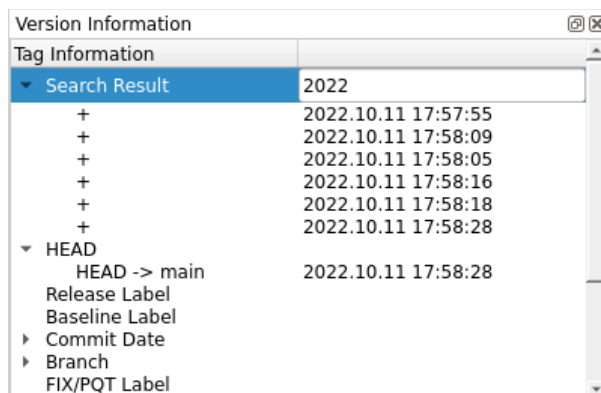 Version Information
Tag Information
Search Result 2022
+ 2022.10.11 17:57:55
+ 2022.10.11 17:58:09
+ 2022.10.11 17:58:05
+ 2022.10.11 17:58:16
+ 2022.10.11 17:58:18
+ 2022.10.11 17:58:28
HEAD
HEAD -> main 2022.10.11 17:58:28
Release Label
Baseline Label
Commit Date
Branch
FIX/PQT Label